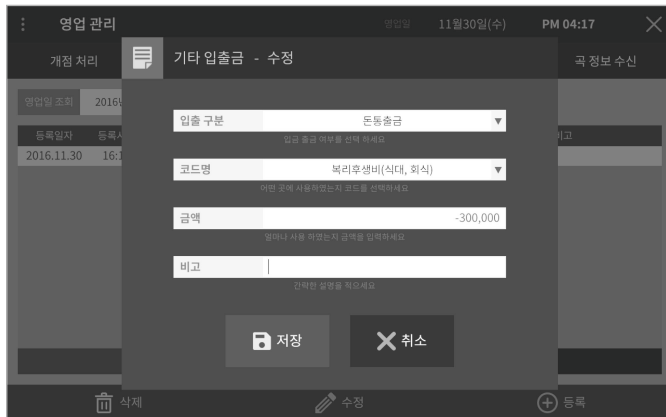 영업 관리
영업일 11월30일(수) PM 04:17
개점 처리
기타 입출금 - 수정
곡 정보 수신
영업일 조회 2016년
입출 구분 돈통출금 ▼
입금 출금 여부를 선택 하세요
등록일자
비고
2016.11.30 16:1
코드명 복리후생비(식대, 회식) ▼
어떤 곳에 사용하였는지 코드를 선택하세요
금액 -300,000
얼마나 사용 하였는지 금액을 입력하세요
비고
간략한 설명을 적으세요
저장 취소
삭제 수정 등록